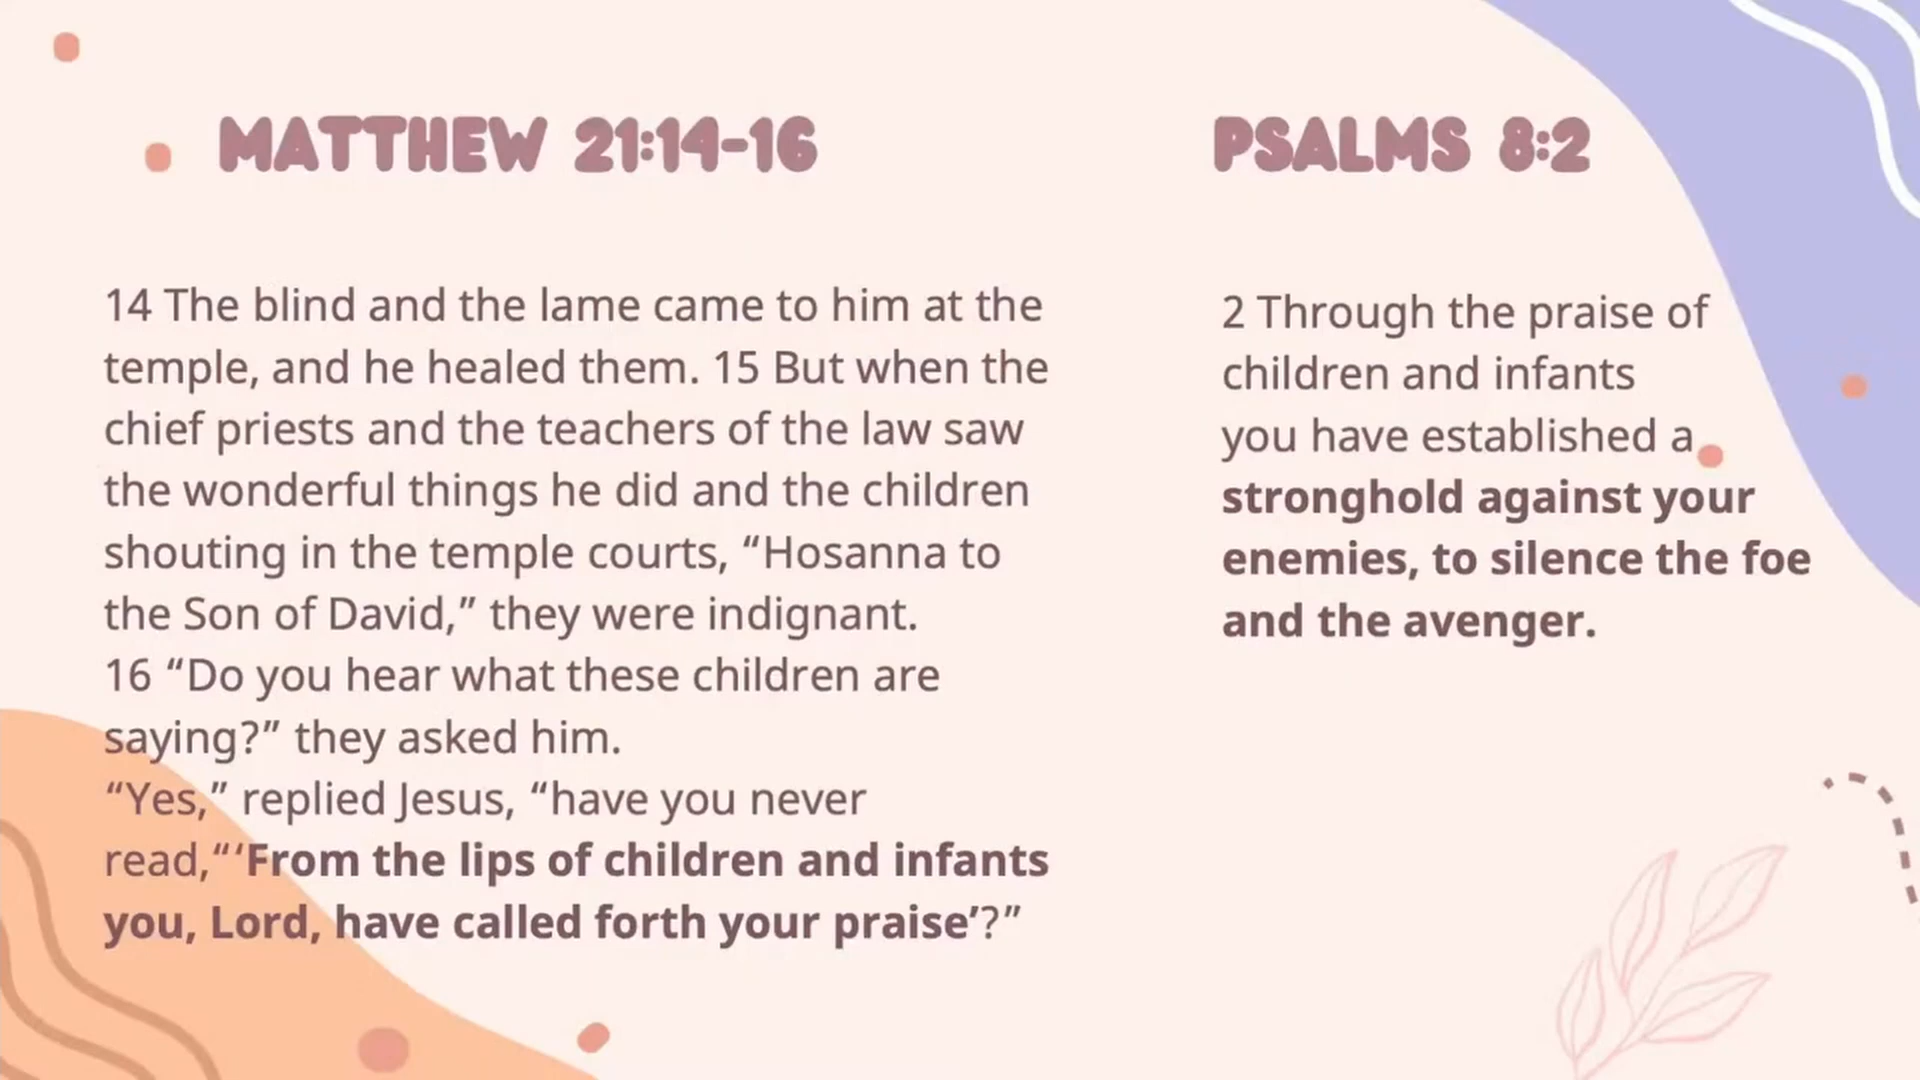 MATTHEW 21:14-16
14 The blind and the lame came to him at the
temple, and he healed them. 15 But when the
chief priests and the teachers of the law saw
the wonderful things he did and the children
shouting in the temple courts, “Hosanna to
the Son of David,” they were indignant.
16 “Do you hear what these children are
saying?” they asked him.
“Yes,” replied Jesus, “have you never
read,“‘From the lips of children and infants
you, Lord, have called forth your praise’?”
PSALMS 8:2
2 Through the praise of
children and infants
you have established a
stronghold against your
enemies, to silence the foe
and the avenger.